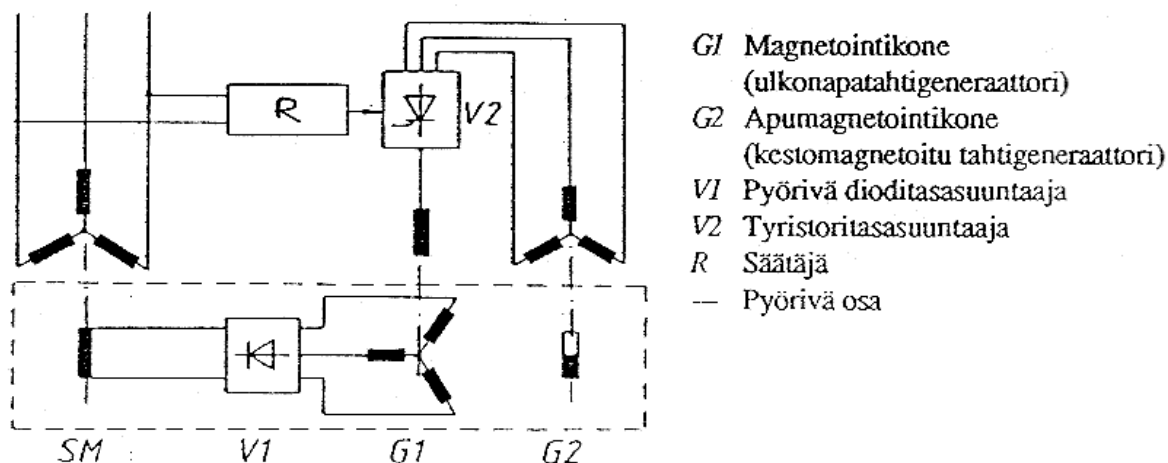 R
V2
SM
V1
G1
G2
G1 Magnetointikone
(ulkonapatahtigeneraattori)
G2 Apumagnetointikone
(kestomagnetoitu tahtigeneraattori)
V1 Pyörivä dioditasasuuntaaja
V2 Tyristoritasasuuntaaja
R Säätäjä
--- Pyörivä osa